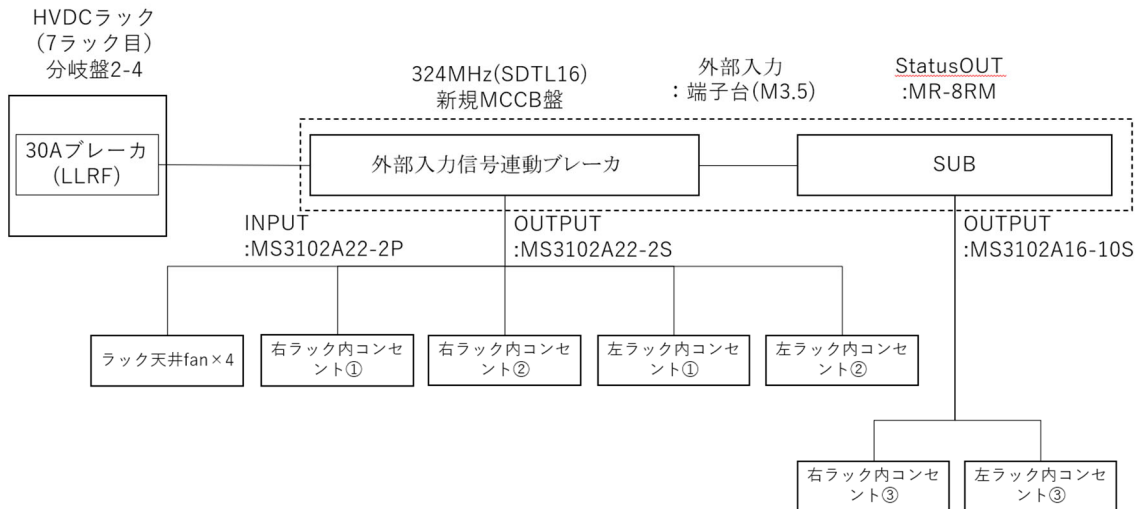 HVDCラック
(7ラック目)
分岐盤2-4
30Aブレーカ
(LLRF)
324MHz(SDTL16)
新規MCCB盤
外部入力
：端子台(M3.5)
StatusOUT
:MR-8RM
外部入力信号連動ブレーカ
SUB
INPUT
:MS3102A22-2P
OUTPUT
:MS3102A22-2S
OUTPUT
:MS3102A16-10S
ラック天井fan×4
右ラック内コンセ
ント①
右ラック内コンセ
ント②
左ラック内コンセ
ント①
左ラック内コンセ
ント②
右ラック内コンセ
ント③
左ラック内コンセ
ント③